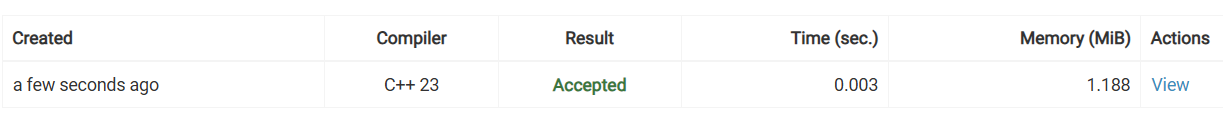 Created Compiler Result Time (sec.) Memory (MiB) Actions
a few seconds ago C++ 23 Accepted 0.003 1.188 View